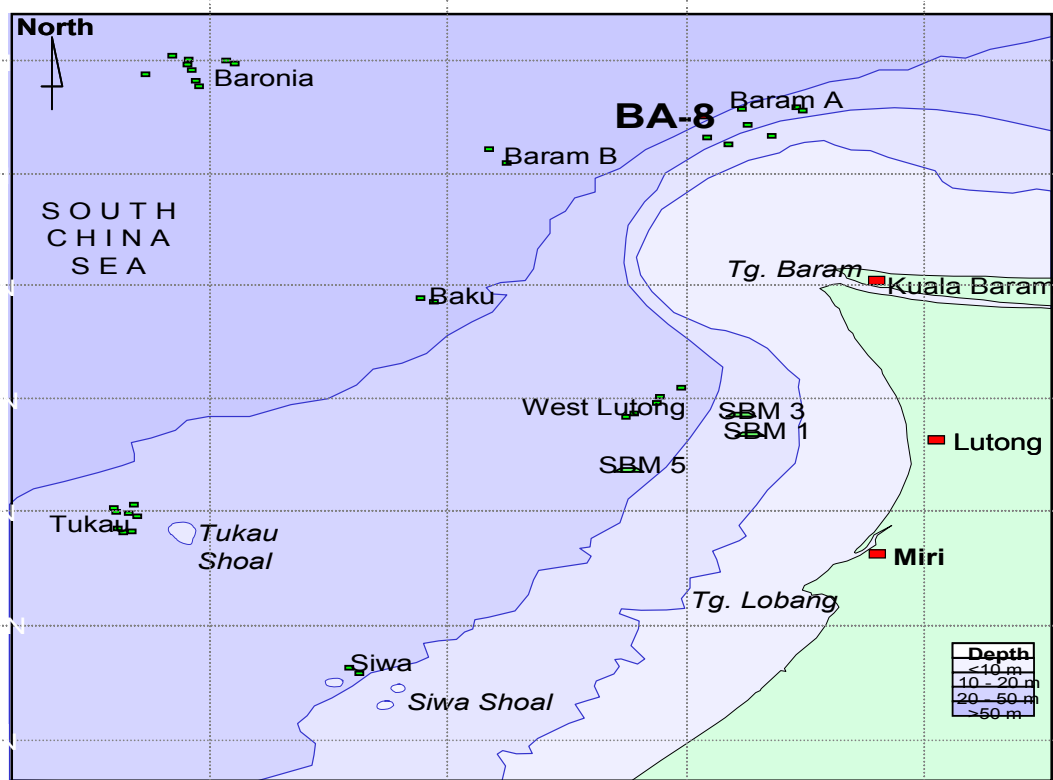 North
Baronia
Baram A
BA-8
Baram B
SOUTH
CHINA
SEA
Tg. Baram
Kuala Baram
Baku
West Lutong
SBM 3
SBM 1
Lutong
SBM 5
Tukau
Tukau
Shoal
Miri
Tg. Lobang
Siwa
Siwa Shoal
Depth
<10 m
10 - 20 m
20 - 50 m
>50 m